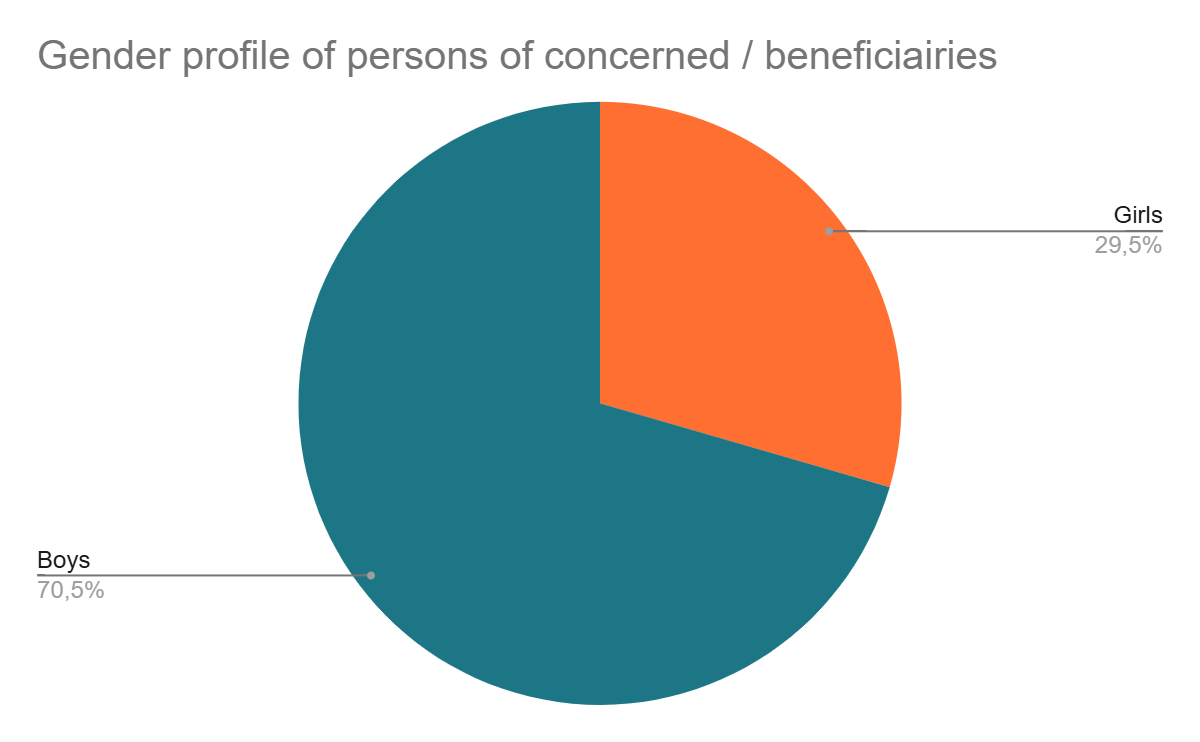 Gender profile of persons of concerned / beneficiairies
Girls
29,5%
Boys
70,5%